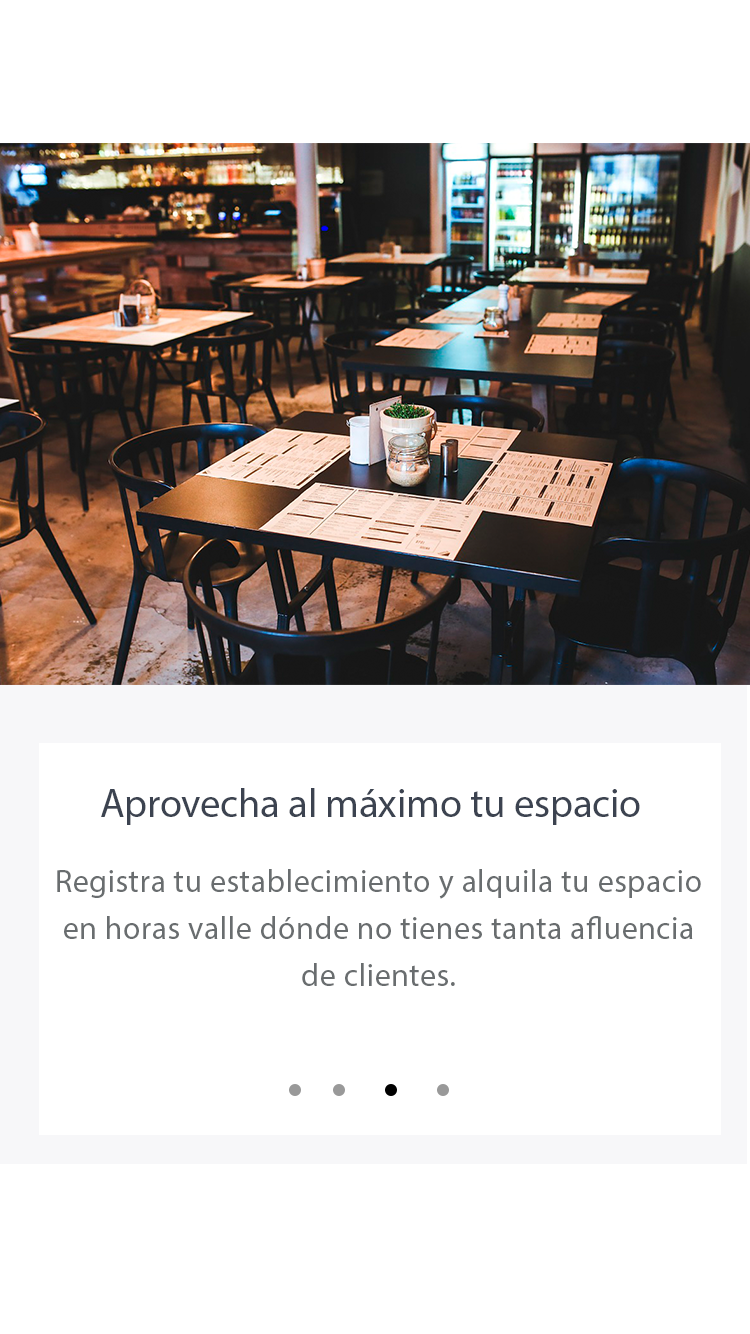 Aprovecha al máximo tu espacio
Registra tu establecimiento y alquila tu espacio
en horas valle dónde no tienes tanta afluencia
de clientes.